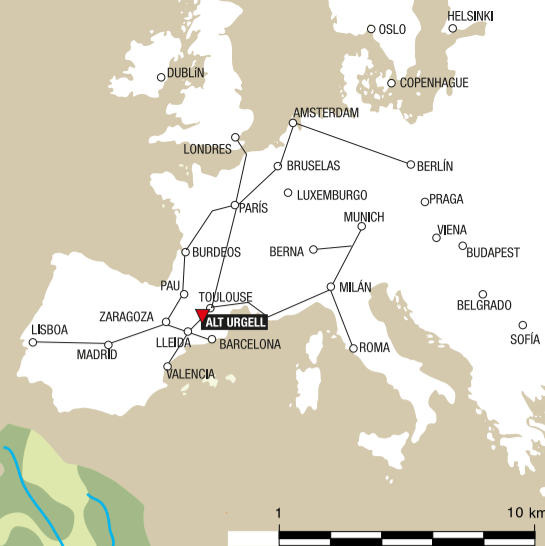 HELSINKI
OSLO
DUBLíN
COPENHAGUE
AMSTERDAM
LONDRES
BRUSELAS
BERLÍN
LUXEMBURGO
PRAGA
PARÍS
MUNICH
VIENA
BERNA
BUDAPEST
BURDEOS
PAU
TOULOUSE
MILÁN
BELGRADO
ZARAGOZA
ALT URGELL
LISBOA
SOFÍA
MADRID
LLEIDA
BARCELONA
ROMA
VALENCIA
1 10 km